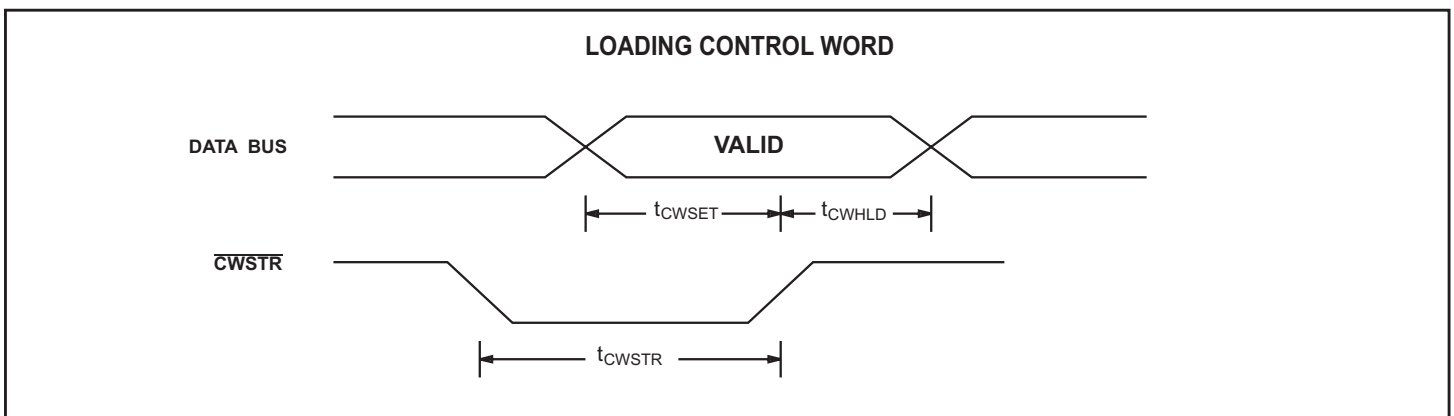 LOADING CONTROL WORD
DATA BUS
VALID
tCWSET
tCWHLD
CWSTR
tCWSTR